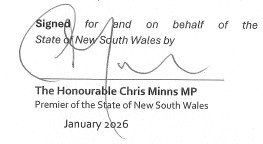 Signed for and on behalf of the
State of New South Wales by
The Honourable Chris Minns MP
Premier of the State of New South Wales
January 2026